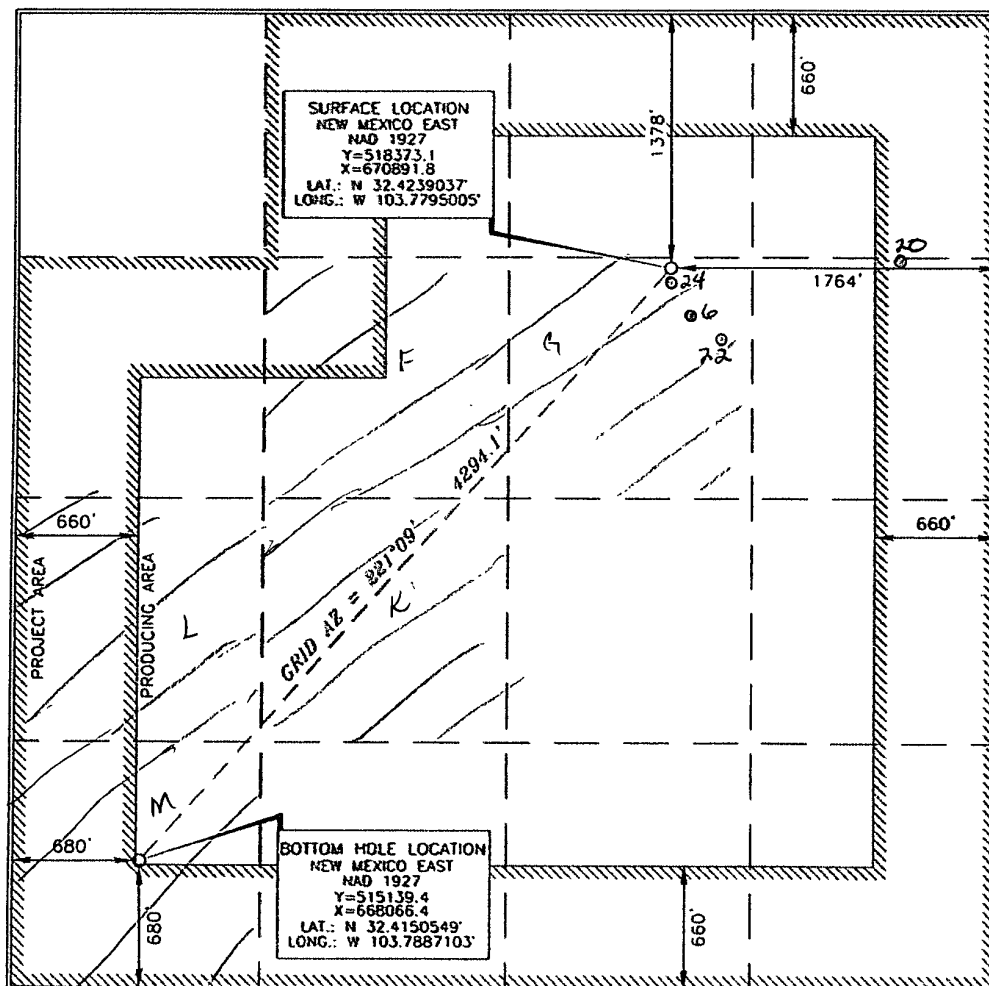 660'
SURFACE LOCATION
NEW MEXICO EAST
NAD 1927
Y=518373.1
X=670891.8
LAT.: N 32.4239037'
LONG.: W 103.7795005'
1378'
20
1764'
24
6
22
F
G
4294.1'
660'
660'
GRID AZ = 221°09'
PROJECT AREA
PRODUCING AREA
L
K
M
680'
BOTTOM HOLE LOCATION
NEW MEXICO EAST
NAD 1927
Y=515139.4
X=668066.4
LAT.: N 32.4150549'
LONG.: W 103.7887103'
680'
660'